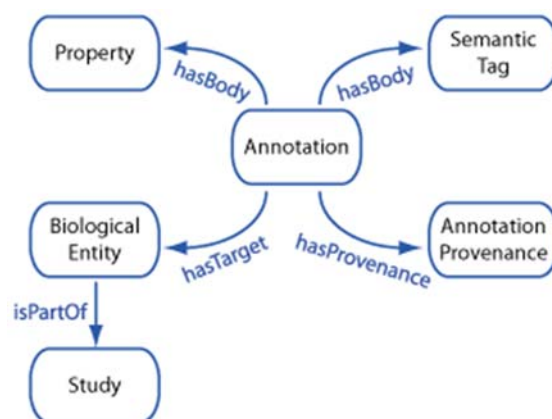 Property
Semantic
Tag
hasBody
hasBody
Annotation
Biological
Entity
hasTarget
hasProvenance
Annotation
Provenance
isPartOf
Study